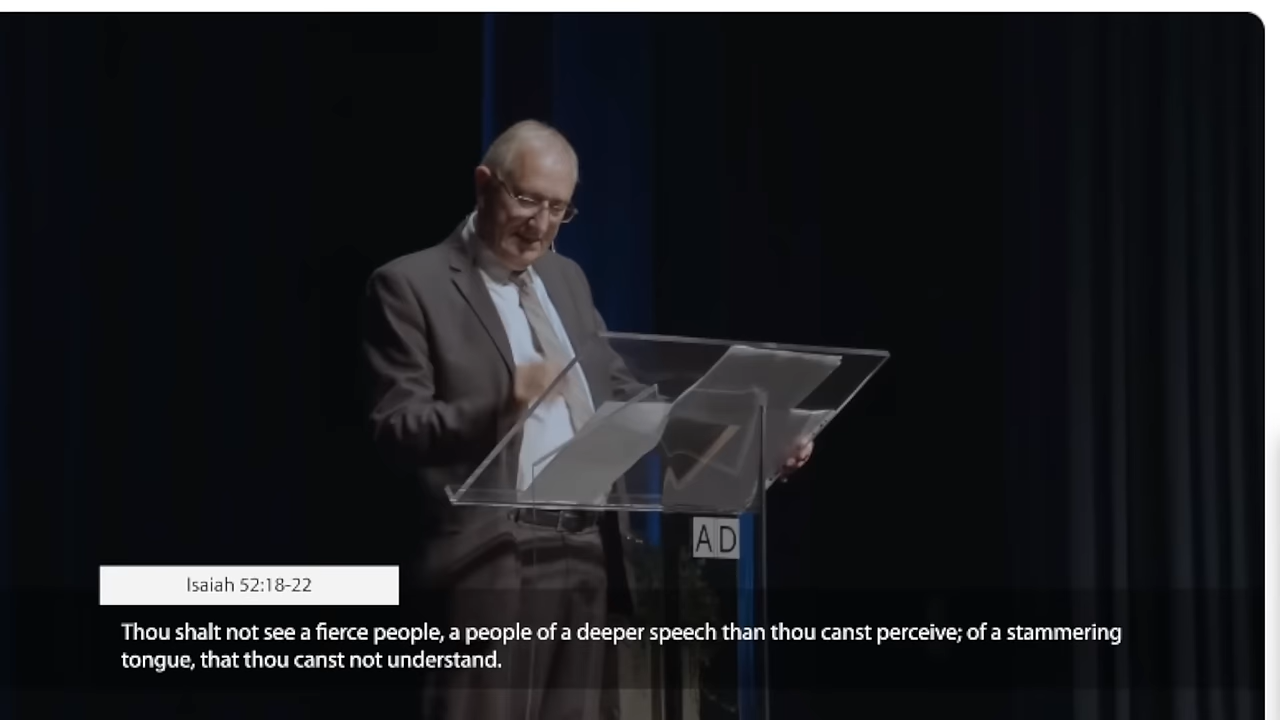 AD
Isaiah 52:18-22
Thou shalt not see a fierce people, a people of a deeper speech than thou canst perceive; of a stammering
tongue, that thou canst not understand.